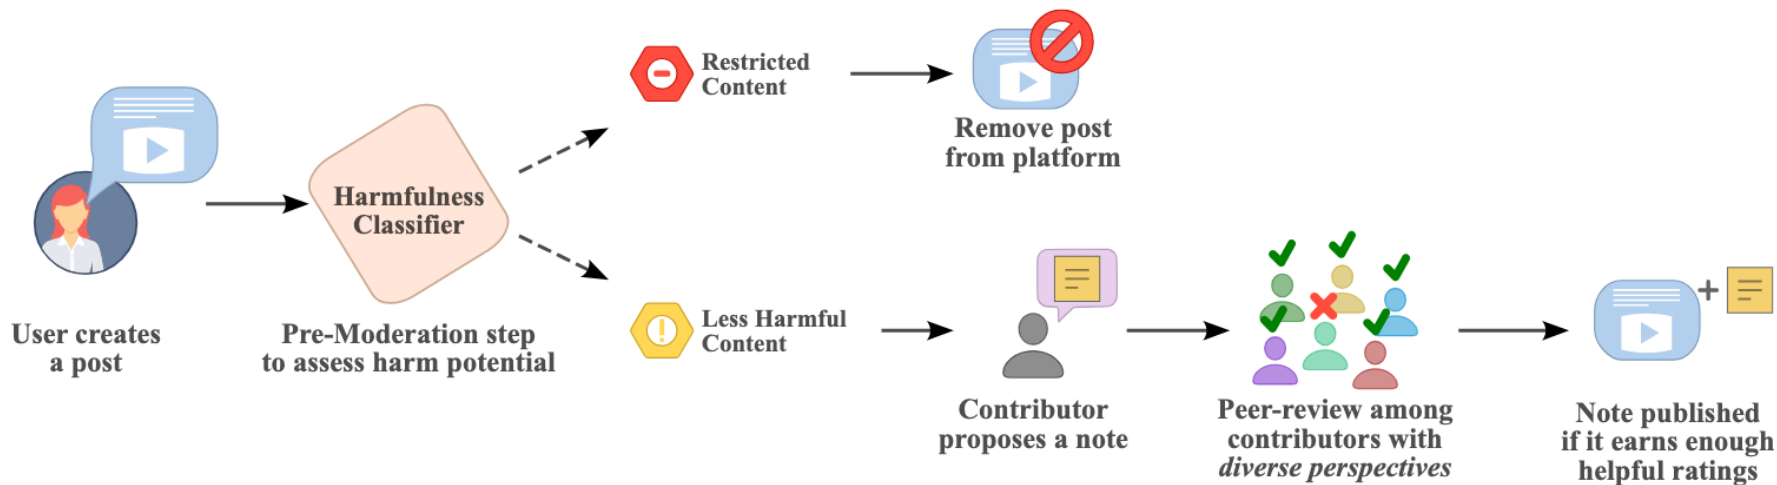 User creates
a post
Harmfulness
Classifier
Pre-Moderation step
to assess harm potential
Restricted
Content
Remove post
from platform
Less Harmful
Content
Contributor
proposes a note
Peer-review among
contributors with
diverse perspectives
Note published
if it earns enough
helpful ratings